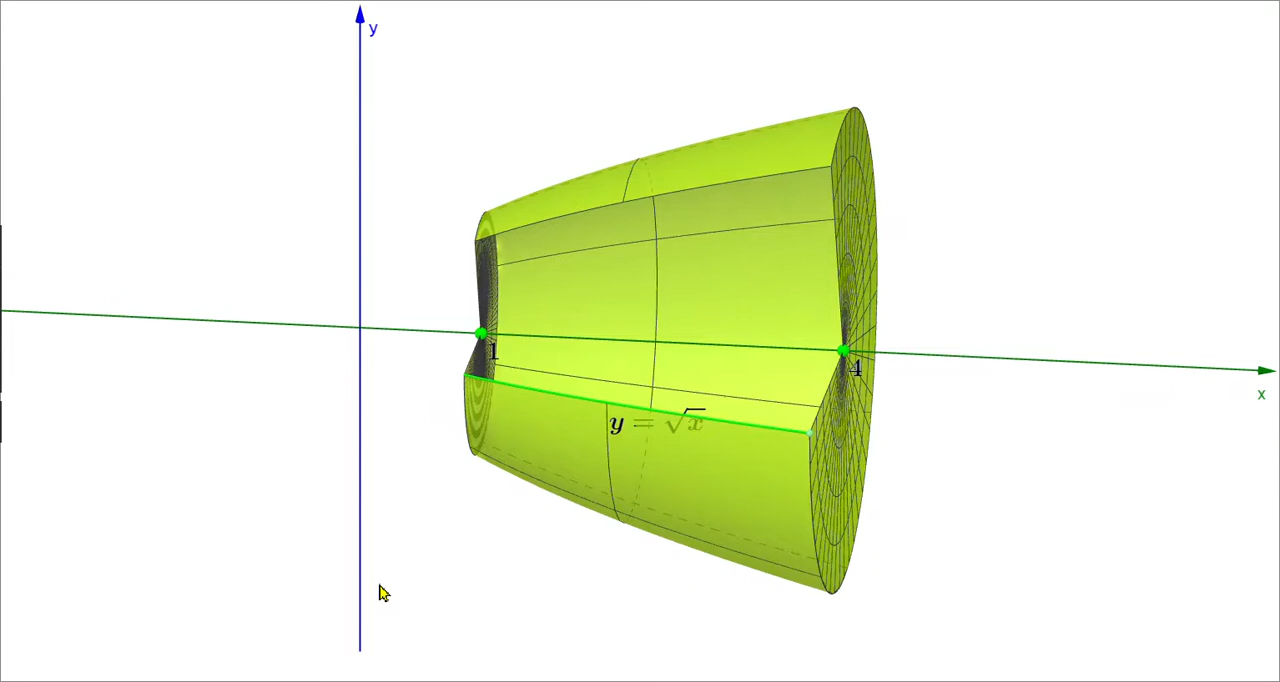 y
1
4
x
y = √x